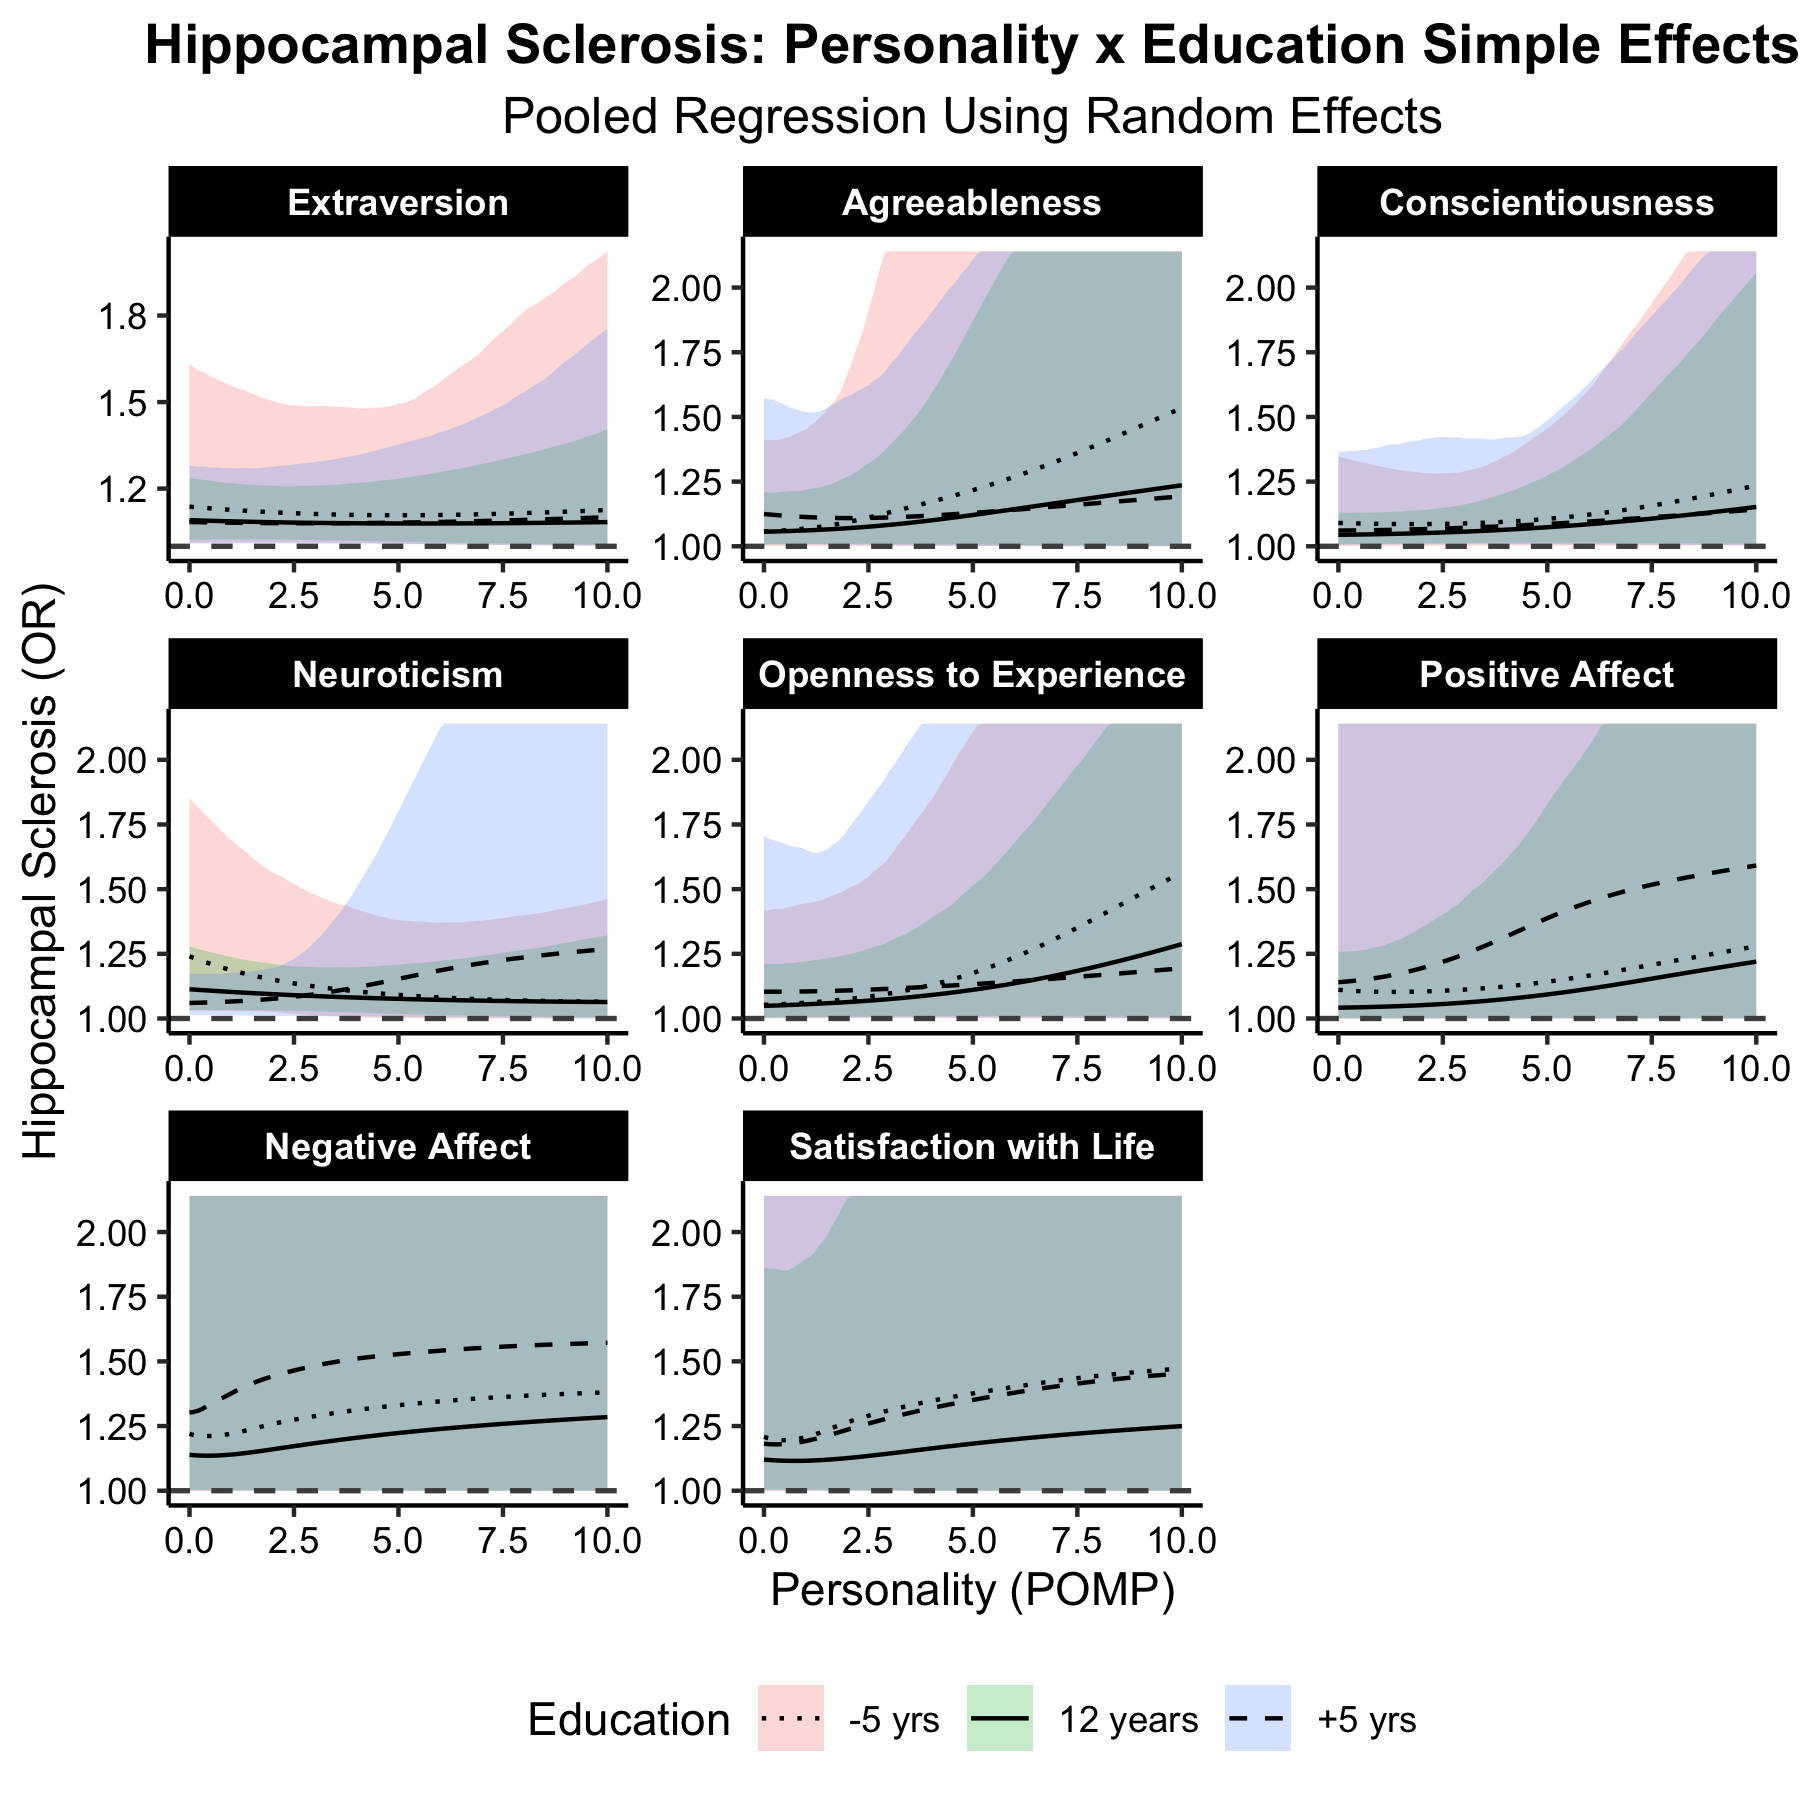 Hippocampal Sclerosis: Personality x Education Simple Effects
Pooled Regression Using Random Effects
Extraversion
Agreeableness
Conscientiousness
1.8
1.5
1.2
2.00
1.75
1.50
1.25
1.00
2.00
1.75
1.50
1.25
1.00
0.0 2.5 5.0 7.5 10.0
0.0 2.5 5.0 7.5 10.0
0.0 2.5 5.0 7.5 10.0
Hippocampal Sclerosis (OR)
Neuroticism
Openness to Experience
Positive Affect
2.00
1.75
1.50
1.25
1.00
2.00
1.75
1.50
1.25
1.00
2.00
1.75
1.50
1.25
1.00
0.0 2.5 5.0 7.5 10.0
0.0 2.5 5.0 7.5 10.0
0.0 2.5 5.0 7.5 10.0
Negative Affect
Satisfaction with Life
2.00
1.75
1.50
1.25
1.00
2.00
1.75
1.50
1.25
1.00
0.0 2.5 5.0 7.5 10.0
0.0 2.5 5.0 7.5 10.0
Personality (POMP)
Education -5 yrs 12 years +5 yrs